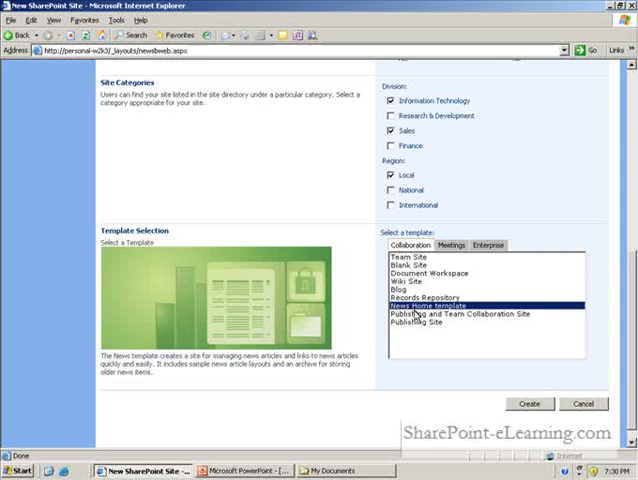 New SharePoint Site - Microsoft Internet Explorer
File Edit View Favorites Tools Help
Back Search Favorites
Address http://personal-w2k3/_layouts/newsbweb.aspx Go Links »
Site Categories
Users can find your site listed in the site directory under a particular category. Select a
category appropriate for your site.
Division:
Information Technology
Research & Development
Sales
Finance
Region:
Local
National
International
Template Selection
Select a Template
The News template creates a site for managing news articles and links to news articles
quickly and easily. It includes sample news article layouts and an archive for storing
older news items.
Select a template:
Collaboration Meetings Enterprise
Team Site
Blank Site
Document Workspace
Wiki Site
Blog
Records Repository
News Home template
Publishing and Team Collaboration Site
Publishing Site
Create Cancel
SharePoint-eLearning.com
Done Internet
Start New SharePoint Site -... Microsoft PowerPoint - [... My Documents 7:30 PM